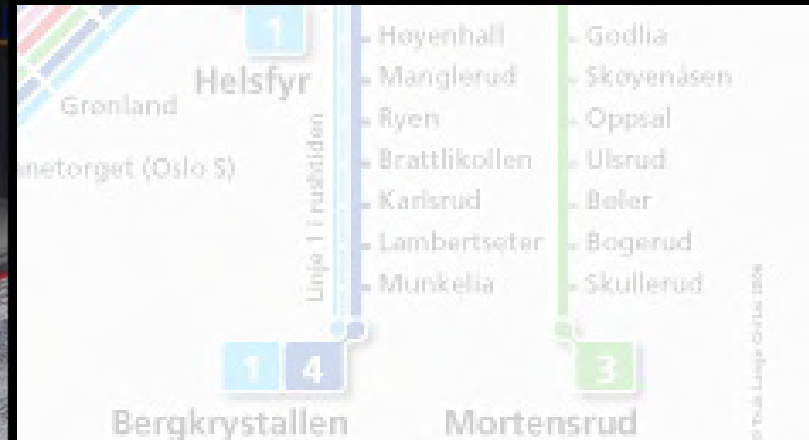 1
Helsfyr
Grønland
netorget (Oslo S)
Linje 1 i rushtiden
Høyenhall
Manglerud
Ryen
Brattlikollen
Karlsrud
Lambertseter
Munkelia
1 4
Bergkrystallen
Godlia
Skøyenåsen
Oppsal
Ulsrud
Bøler
Bogerud
Skullerud
3
Mortensrud